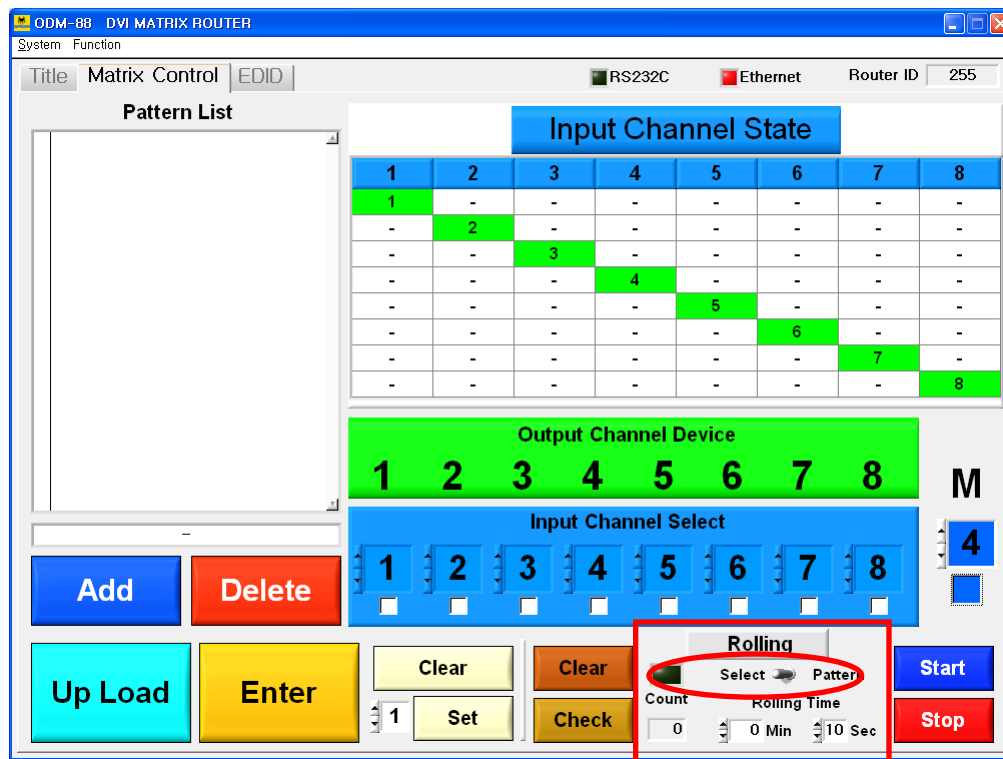 ODM-88 DVI MATRIX ROUTER
System Function
Title Matrix Control EDID RS232C Ethernet Router ID 255
Pattern List
Input Channel State
1 2 3 4 5 6 7 8
1 - - - - - - -
- 2 - - - - - -
- - 3 - - - - -
- - - 4 - - - -
- - - - 5 - - -
- - - - - 6 - -
- - - - - - 7 -
- - - - - - - 8
Output Channel Device
1 2 3 4 5 6 7 8
M
Input Channel Select
1 2 3 4 5 6 7 8
4
-
Add Delete
Up Load Enter
Clear
1 Set
Clear
Check
Rolling
Select Pattern
Count Rolling Time
0 0 Min 10 Sec
Start
Stop